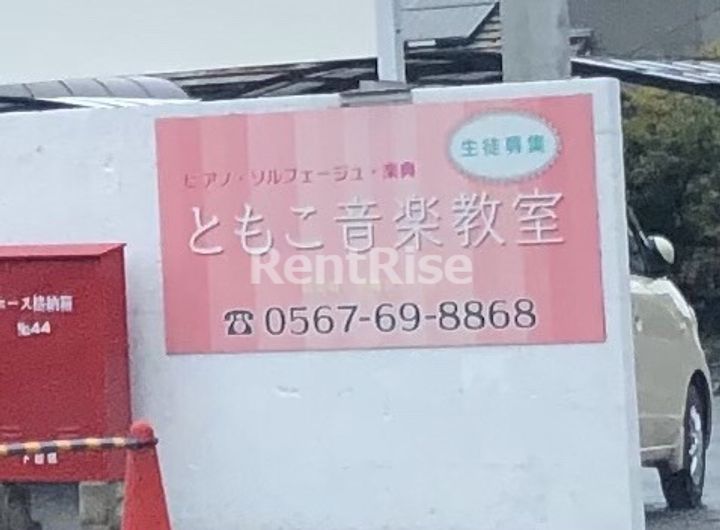 生徒募集
ピアノ・ソルフェージュ・楽典
ともこ音楽教室
RentRise
☎0567-69-8868
ホース格納箱
№44